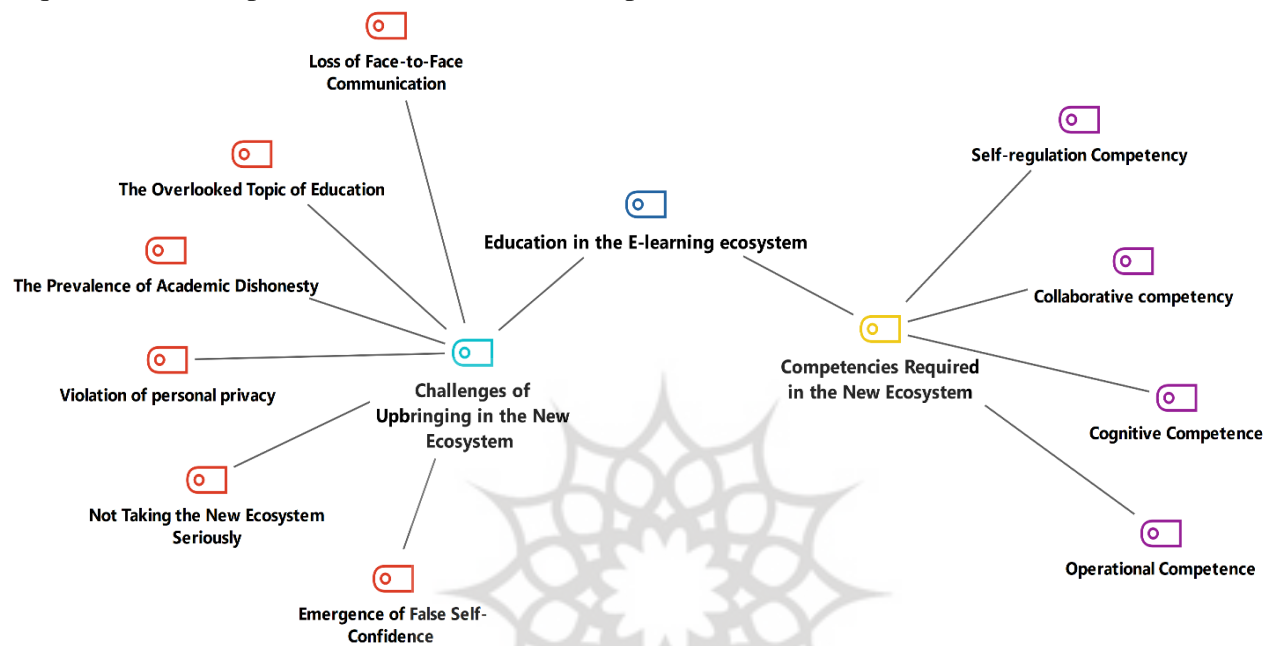 Loss of Face-to-Face
Communication
The Overlooked Topic of Education
The Prevalence of Academic Dishonesty
Violation of personal privacy
Not Taking the New Ecosystem
Seriously
Emergence of False Self-
Confidence
Challenges of
Upbringing in the New
Ecosystem
Education in the E-learning ecosystem
Competencies Required
in the New Ecosystem
Self-regulation Competency
Collaborative competency
Cognitive Competence
Operational Competence